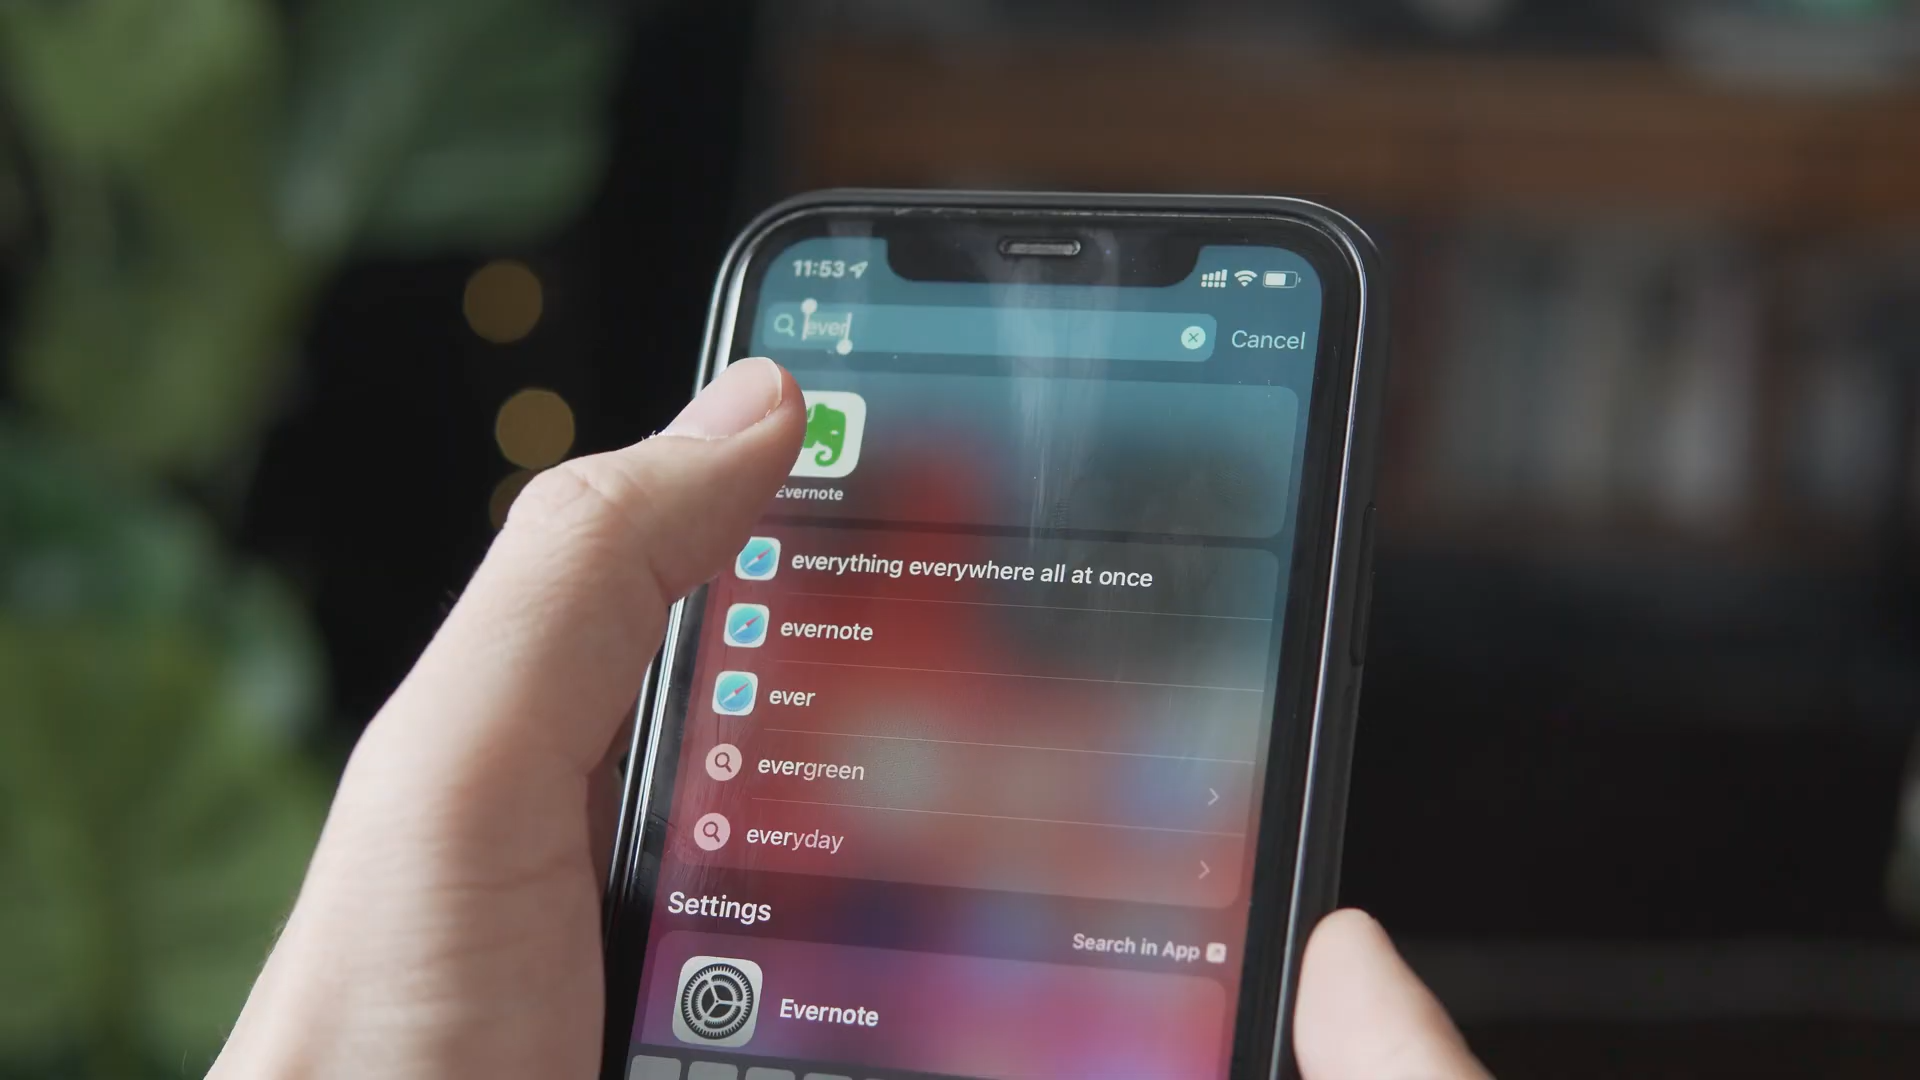 11:53
ever
Cancel
Evernote
everything everywhere all at once
evernote
ever
evergreen
everyday
Settings
Search in App
Evernote